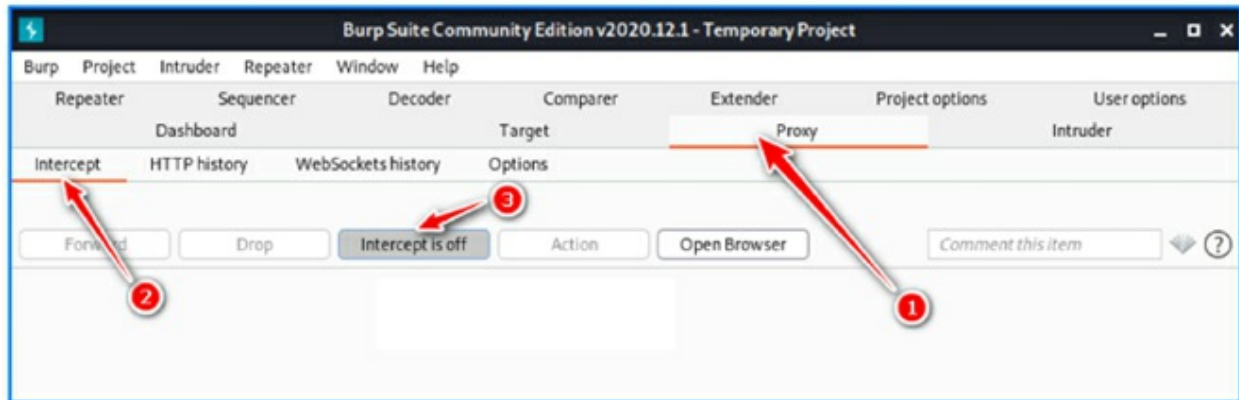 Burp Suite Community Edition v2020.12.1 - Temporary Project
Burp Project Intruder Repeater Window Help
Repeater Sequencer Decoder Comparer Extender Project options User options
Dashboard Target Proxy Intruder
Intercept HTTP history WebSockets history Options
3
Forward Drop Intercept is off Action Open Browser Comment this item ?
2
1